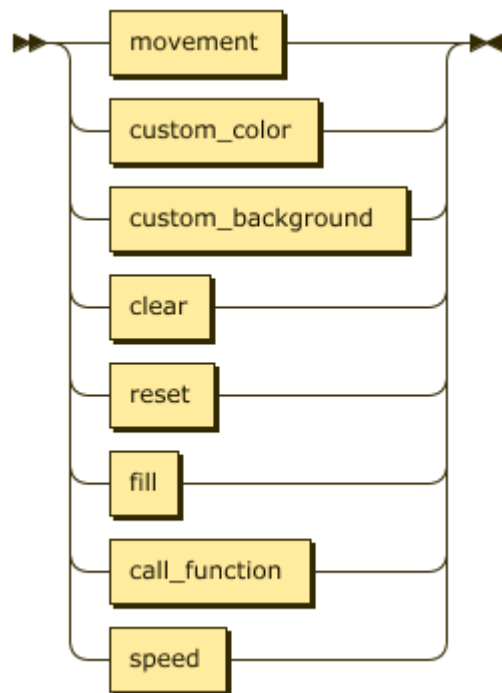 movement
custom_color
custom_background
clear
reset
fill
call_function
speed